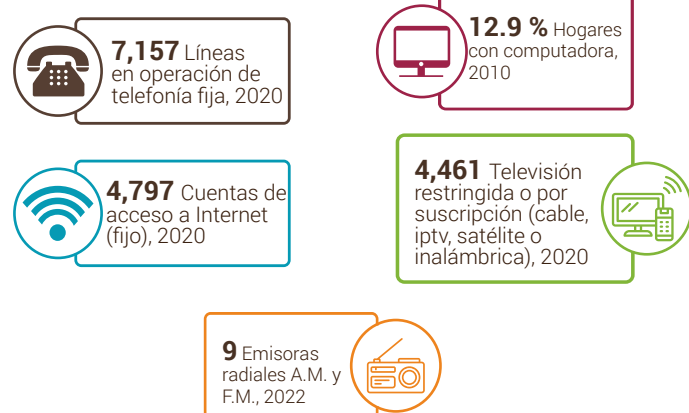 7,157 Líneas
en operación de
telefonía fija, 2020
12.9 % Hogares
con computadora,
2010
4,797 Cuentas de
acceso a Internet
(fijo), 2020
4,461 Televisión
restringida o por
suscripción (cable,
iptv, satélite o
inalámbrica), 2020
9 Emisoras
radiales A.M. y
F.M., 2022